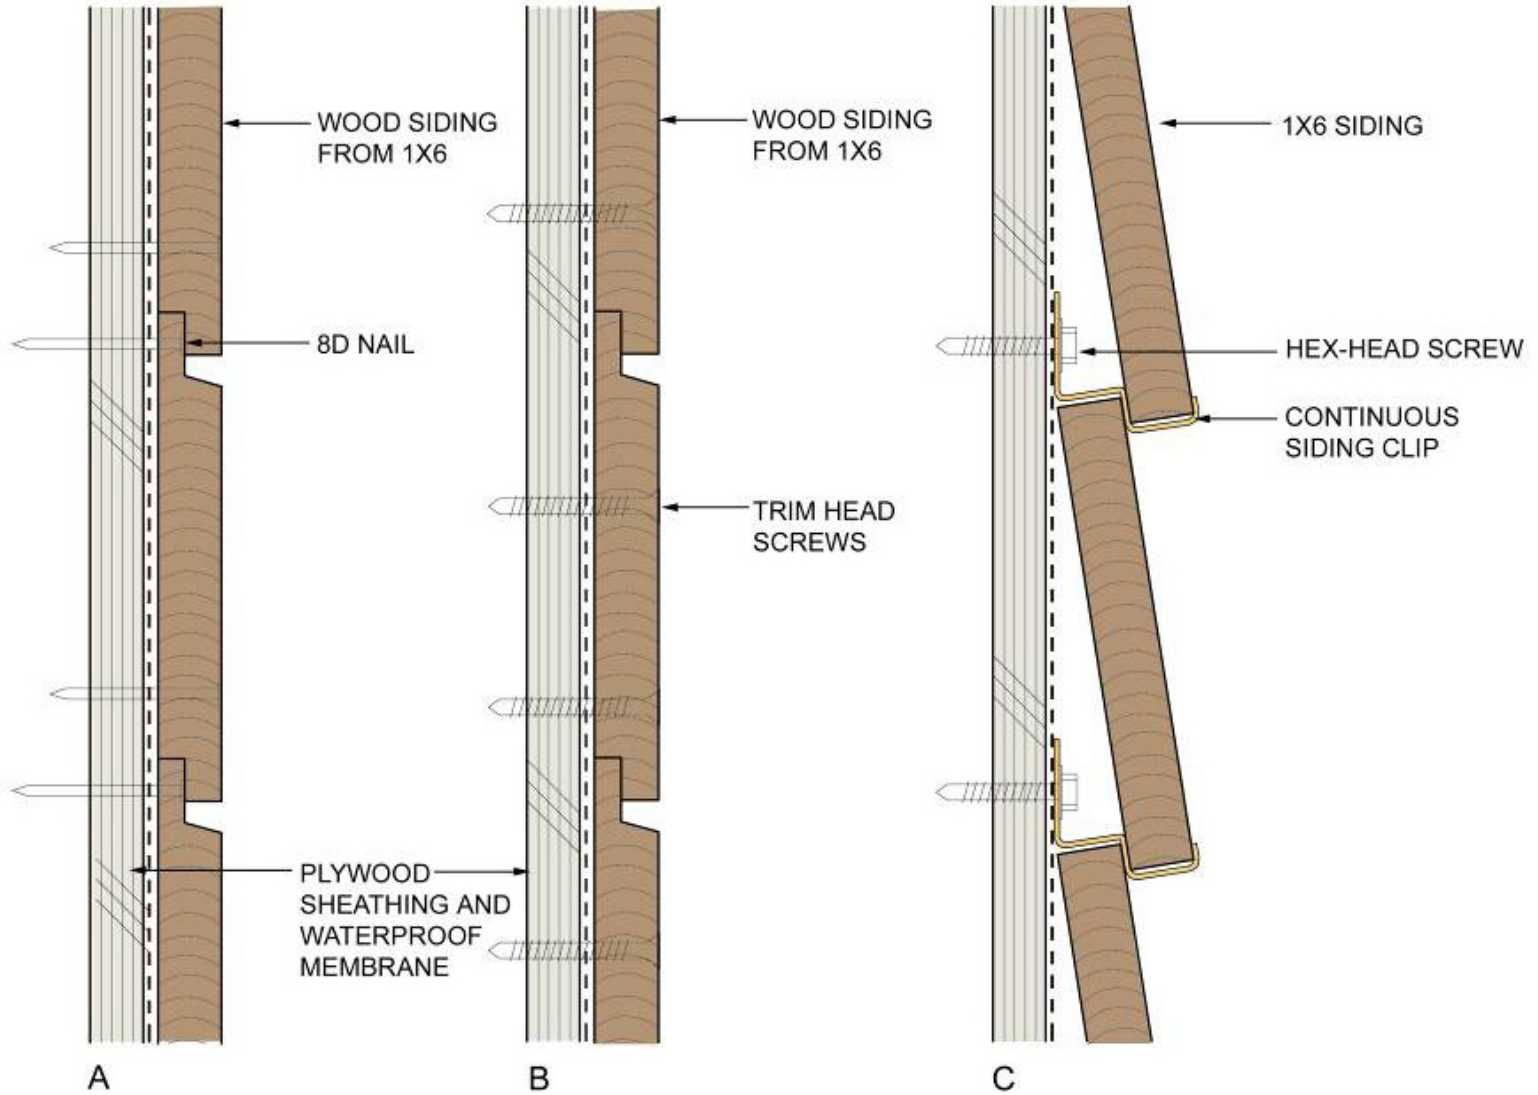 WOOD SIDING
FROM 1X6
8D NAIL
PLYWOOD
SHEATHING AND
WATERPROOF
MEMBRANE
A
WOOD SIDING
FROM 1X6
TRIM HEAD
SCREWS
B
1X6 SIDING
HEX-HEAD SCREW
CONTINUOUS
SIDING CLIP
C